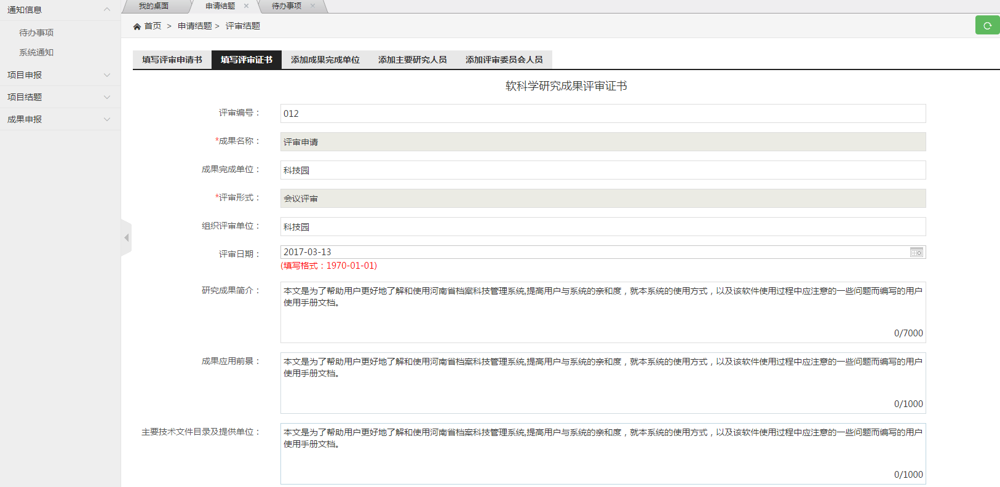 通知信息
待办事项
系统通知
项目申报
项目结题
成果申报
我的桌面
申请结题
待办事项
首页 > 申请结题 > 评审结题
填写评审申请书
填写评审证书
添加成果完成单位
添加主要研究人员
添加评审委员会人员
软科学研究成果评审证书
评审编号：
012
*成果名称：
评审申请
成果完成单位：
科技园
*评审形式：
会议评审
组织评审单位：
科技园
评审日期：
2017-03-13
(填写格式：1970-01-01)
研究成果简介：
本文是为了帮助用户更好地了解和使用河南省档案科技管理系统,提高用户与系统的亲和度，就本系统的使用方式，以及该软件使用过程中应注意的一些问题而编写的用户
使用手册文档。
0/7000
成果应用前景：
本文是为了帮助用户更好地了解和使用河南省档案科技管理系统,提高用户与系统的亲和度，就本系统的使用方式，以及该软件使用过程中应注意的一些问题而编写的用户
使用手册文档。
0/1000
主要技术文件目录及提供单位：
本文是为了帮助用户更好地了解和使用河南省档案科技管理系统,提高用户与系统的亲和度，就本系统的使用方式，以及该软件使用过程中应注意的一些问题而编写的用户
使用手册文档。
0/1000